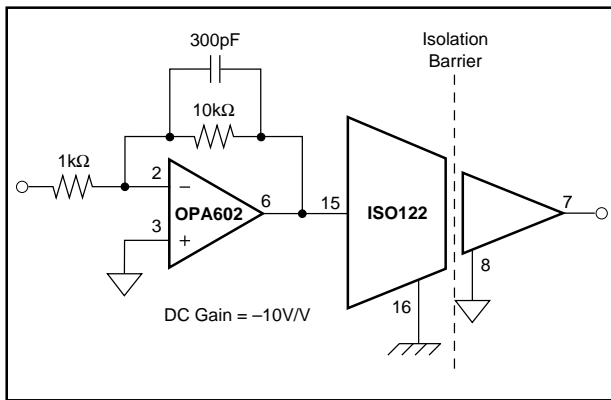 300pF
Isolation
Barrier
10kΩ
1kΩ
2
–
6
OPA602
15
ISO122
7
3
+
8
16
DC Gain = –10V/V